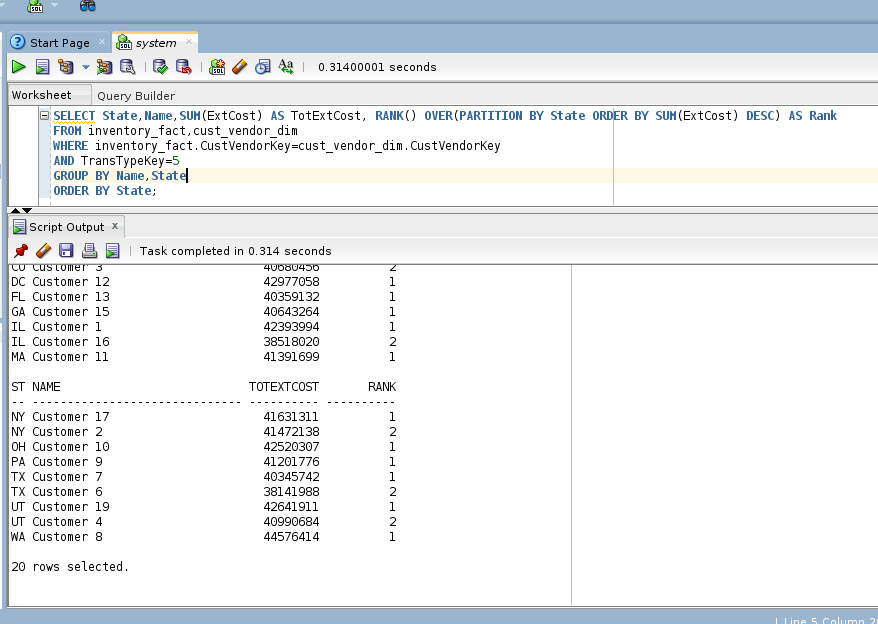 Start Page
system
0.31400001 seconds
Worksheet Query Builder
SELECT State,Name,SUM(ExtCost) AS TotExtCost, RANK() OVER(PARTITION BY State ORDER BY SUM(ExtCost) DESC) AS Rank
FROM inventory_fact,cust_vendor_dim
WHERE inventory_fact.CustVendorKey=cust_vendor_dim.CustVendorKey
AND TransTypeKey=5
GROUP BY Name,State
ORDER BY State;
Script Output x
Task completed in 0.314 seconds
CO Customer 3 40680456 2
DC Customer 12 42977058 1
FL Customer 13 40359132 1
GA Customer 15 40643264 1
IL Customer 1 42393994 1
IL Customer 16 38518020 2
MA Customer 11 41391699 1
ST NAME TOTEXTCOST RANK
-- ------------------------------ ---------- ----------
NY Customer 17 41631311 1
NY Customer 2 41472138 2
OH Customer 10 42520307 1
PA Customer 9 41201776 1
TX Customer 7 40345742 1
TX Customer 6 38141988 2
UT Customer 19 42641911 1
UT Customer 4 40990684 2
WA Customer 8 44576414 1
20 rows selected.
Line 5 Column